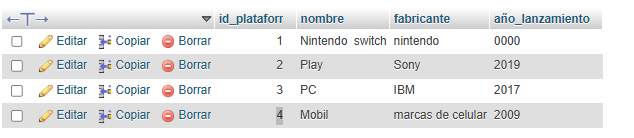 ←T→ ▼ id_plataforr nombre fabricante año_lanzamiento
Editar Copiar Borrar 1 Nintendo switch nintendo 0000
Editar Copiar Borrar 2 Play Sony 2019
Editar Copiar Borrar 3 PC IBM 2017
Editar Copiar Borrar 4 Mobil marcas de celular 2009